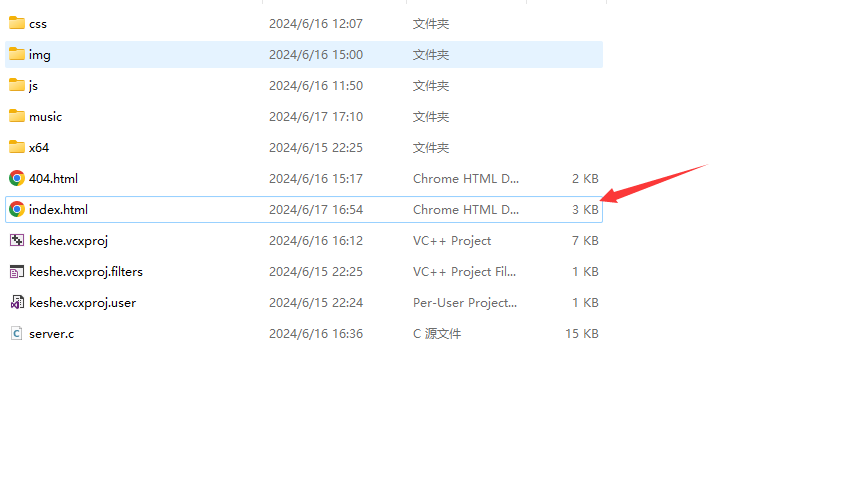 css 2024/6/16 12:07 文件夹
img 2024/6/16 15:00 文件夹
js 2024/6/16 11:50 文件夹
music 2024/6/17 17:10 文件夹
x64 2024/6/15 22:25 文件夹
404.html 2024/6/16 15:17 Chrome HTML D... 2 KB
index.html 2024/6/17 16:54 Chrome HTML D... 3 KB
keshe.vcxproj 2024/6/16 16:12 VC++ Project 7 KB
keshe.vcxproj.filters 2024/6/15 22:25 VC++ Project Fil... 1 KB
keshe.vcxproj.user 2024/6/15 22:24 Per-User Project... 1 KB
server.c 2024/6/16 16:36 C 源文件 15 KB